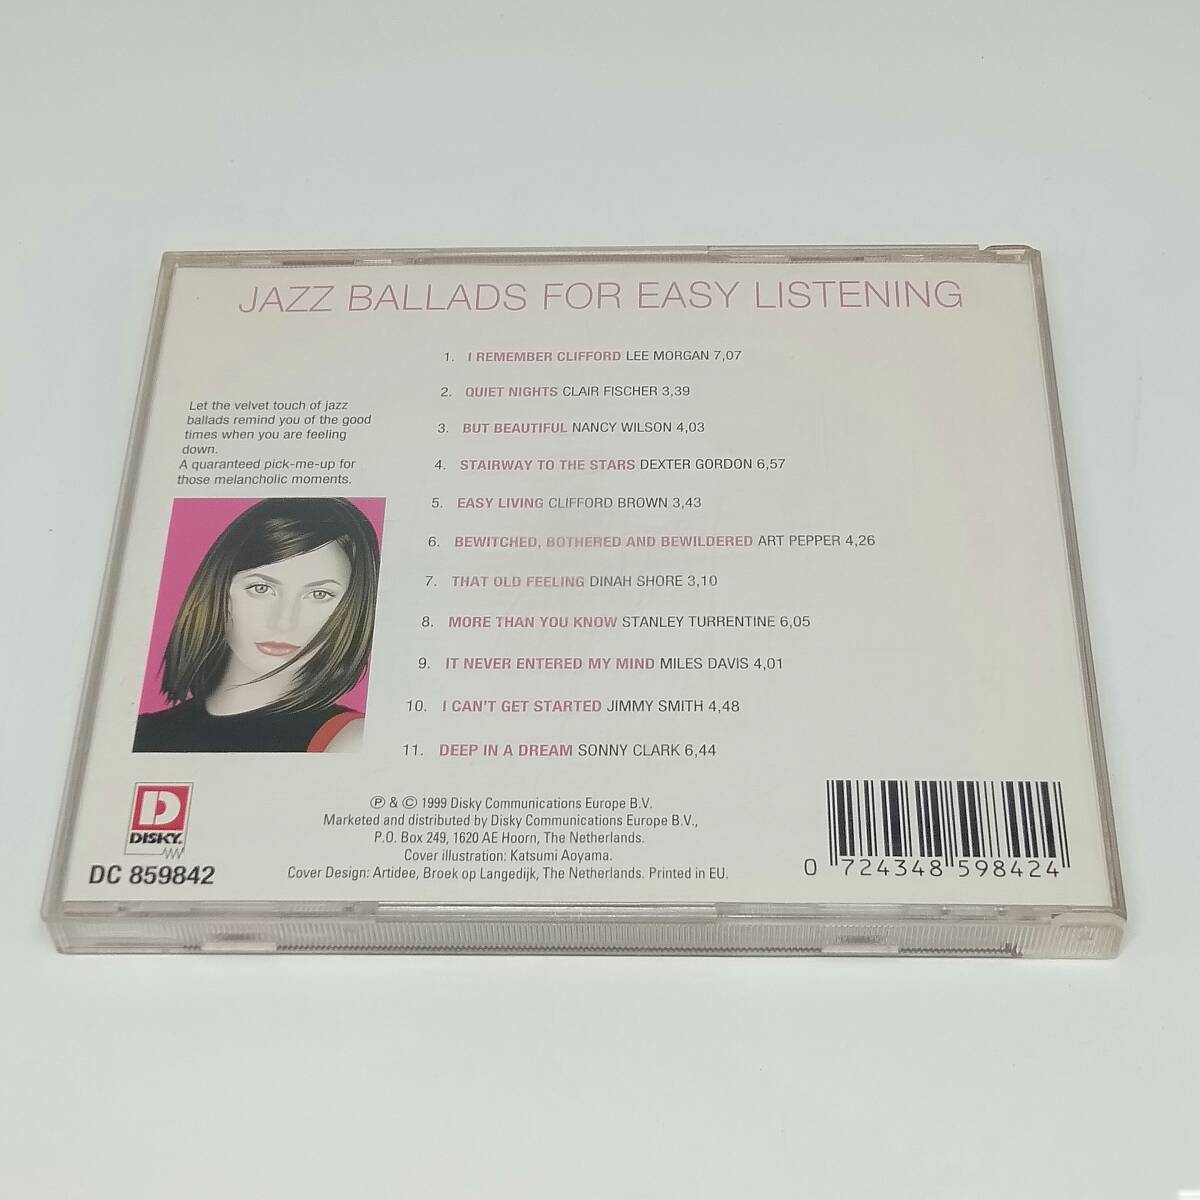 JAZZ BALLADS FOR EASY LISTENING
1. I REMEMBER CLIFFORD LEE MORGAN 7,07
2. QUIET NIGHTS CLAIR FISCHER 3,39
3. BUT BEAUTIFUL NANCY WILSON 4,03
4. STAIRWAY TO THE STARS DEXTER GORDON 6,57
5. EASY LIVING CLIFFORD BROWN 3,43
6. BEWITCHED, BOTHERED AND BEWILDERED ART PEPPER 4,26
7. THAT OLD FEELING DINAH SHORE 3,10
8. MORE THAN YOU KNOW STANLEY TURRENTINE 6,05
9. IT NEVER ENTERED MY MIND MILES DAVIS 4,01
10. I CAN'T GET STARTED JIMMY SMITH 4,48
11. DEEP IN A DREAM SONNY CLARK 6,44
Let the velvet touch of jazz
ballads remind you of the good
times when you are feeling
down.
A quaranteed pick-me-up for
those melancholic moments.
D
DISKY.
DC 859842
℗ & © 1999 Disky Communications Europe B.V.
Marketed and distributed by Disky Communications Europe B.V.,
P.O. Box 249, 1620 AE Hoorn, The Netherlands.
Cover illustration: Katsumi Aoyama.
Cover Design: Artidee, Broek op Langedijk, The Netherlands. Printed in EU.
0 724348 598424